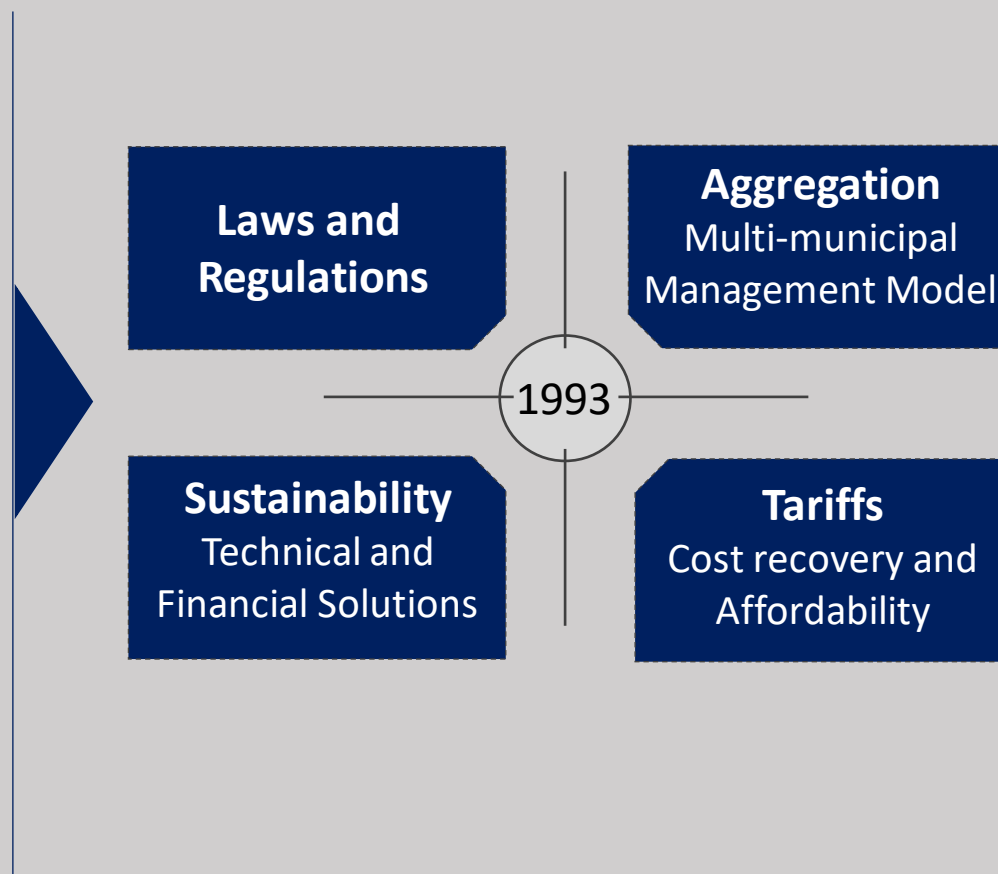 Laws and
Regulations
Aggregation
Multi-municipal
Management Model
1993
Sustainability
Technical and
Financial Solutions
Tariffs
Cost recovery and
Affordability